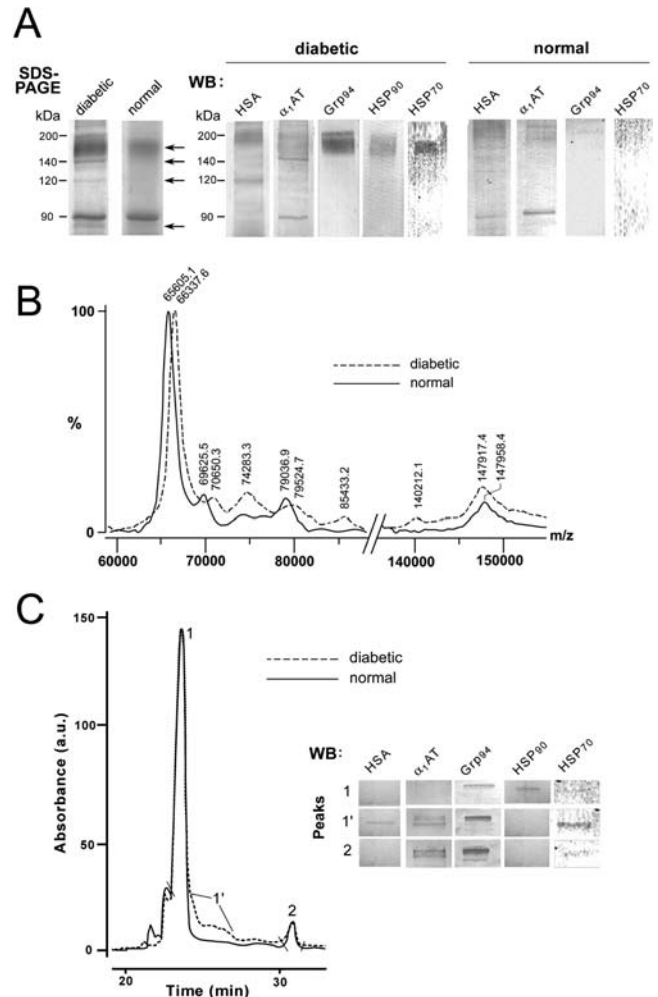 A
diabetic normal
SDS-PAGE
diabetic normal
WB: HSA α1AT Grp94 HSP90 HSP70 HSA α1AT Grp94 HSP HSP70
kDa kDa
200 200
140 140
120 120
90 90
B
65605.1
66337.6
100
diabetic
normal
%
69625.5 70650.3 74283.3 79036.9 79524.7 85433.2 140212.1 147917.4 147958.4
0
60000 70000 80000 140000 150000 m/z
C
150
1
diabetic
normal
100
Absorbance (a.u.)
WB: HSA α1AT Grp94 HSP90 HSP70
Peaks
1
1'
2
50
1'
2
0
20 30
Time (min)